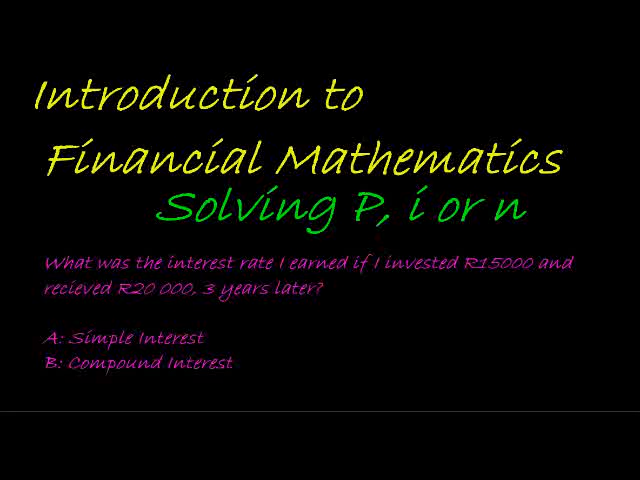 Introduction to
Financial Mathematics
Solving P, i or n
What was the interest rate I earned if I invested R15000 and
recieved R20 000, 3 years later?
A: Simple Interest
B: Compound Interest